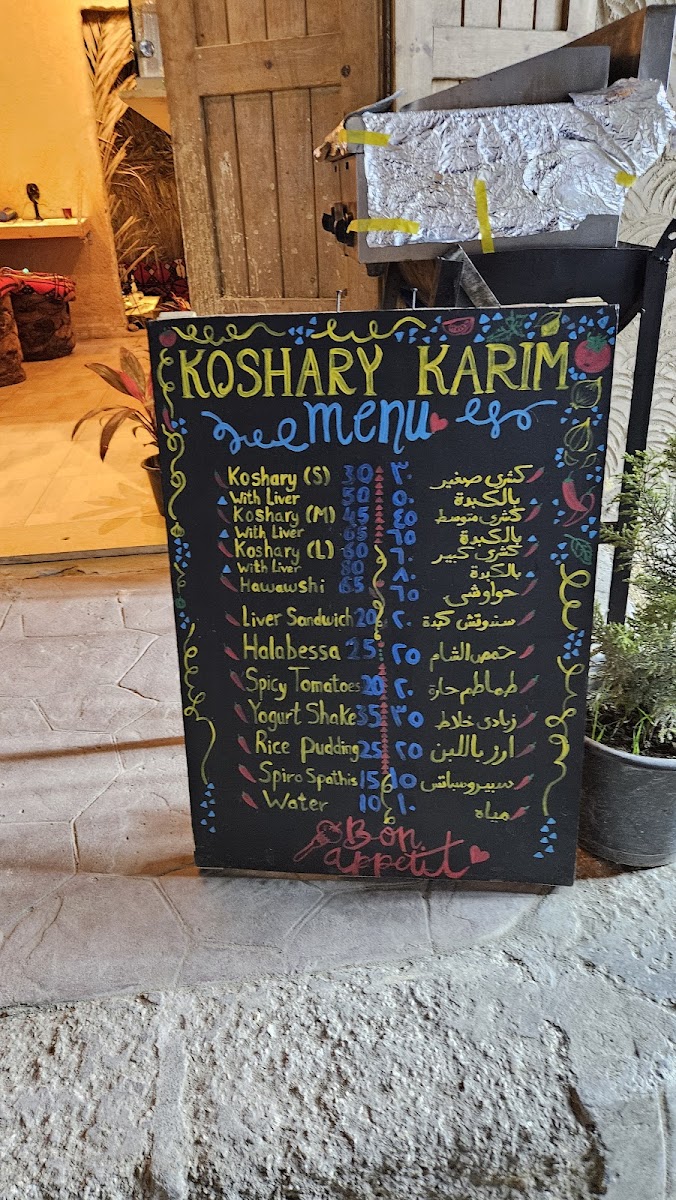 KOSHARY KARIM
menu
Koshary (S) 30 ٣٠ كشري صغير
With Liver 50 ٥٠ بالكبدة
Koshary (M) 45 ٤٥ كشري متوسط
With Liver 65 ٦٥ بالكبدة
Koshary (L) 60 ٦٠ كشري كبير
With Liver 80 ٨٠ بالكبدة
Hawawshi 65 ٦٥ حواوشي
Liver Sandwich 20 ٢٠ سندوتش كبدة
Halabessa 25 ٢٥ حمص الشام
Spicy Tomatoes 20 ٢٠ طماطم حارة
Yogurt Shake 35 ٣٥ زبادي خلاط
Rice Pudding 25 ٢٥ ارز باللبن
Spiro Spathis 15 ١٥ سبيروسباتس
Water 10 ١٠ مياه
Bon
appetit